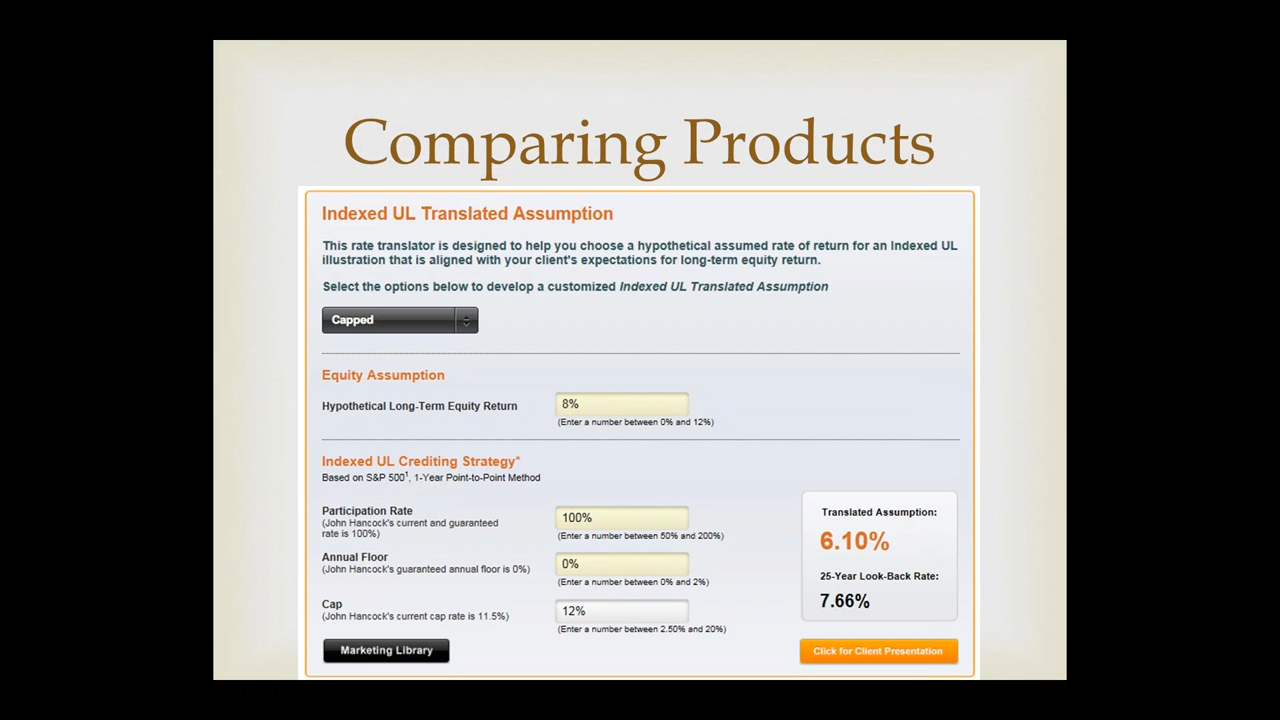 Comparing Products
Indexed UL Translated Assumption
This rate translator is designed to help you choose a hypothetical assumed rate of return for an Indexed UL
illustration that is aligned with your client's expectations for long-term equity return.
Select the options below to develop a customized Indexed UL Translated Assumption
Capped
Equity Assumption
Hypothetical Long-Term Equity Return
8%
(Enter a number between 0% and 12%)
Indexed UL Crediting Strategy*
Based on S&P 500¹, 1-Year Point-to-Point Method
Participation Rate
(John Hancock's current and guaranteed
rate is 100%)
100%
(Enter a number between 50% and 200%)
Annual Floor
(John Hancock's guaranteed annual floor is 0%)
0%
(Enter a number between 0% and 2%)
Cap
(John Hancock's current cap rate is 11.5%)
12%
(Enter a number between 2.50% and 20%)
Translated Assumption:
6.10%
25-Year Look-Back Rate:
7.66%
Marketing Library
Click for Client Presentation